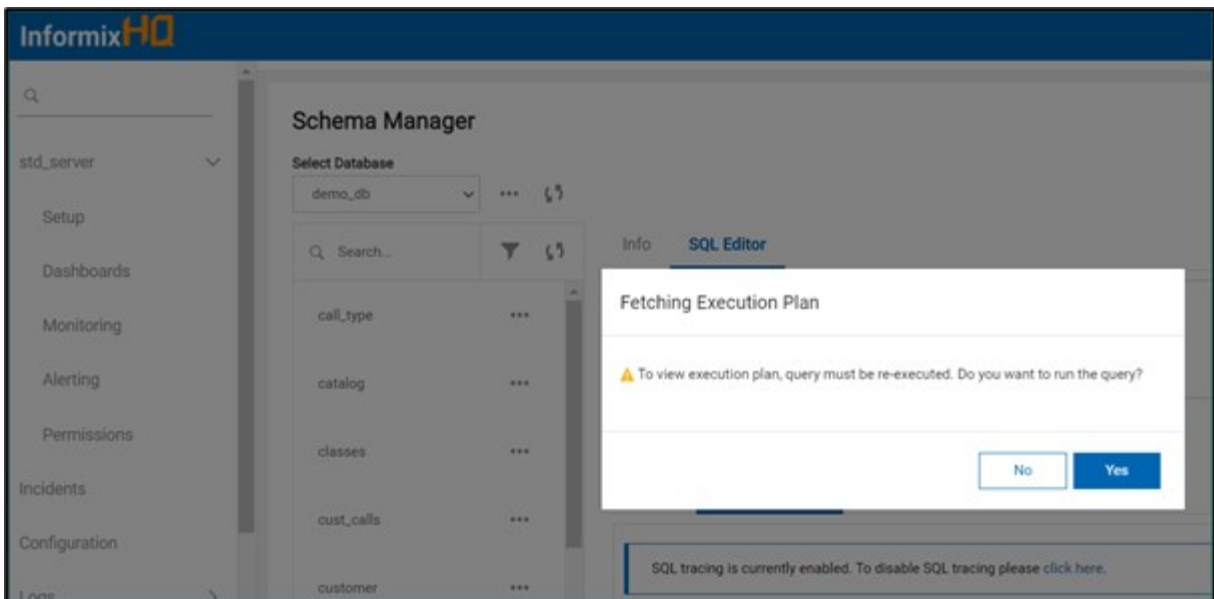 InformixHQ
std_server
Setup
Dashboards
Monitoring
Alerting
Permissions
Incidents
Configuration
Logs
Schema Manager
Select Database
demo_db
Search...
call_type
catalog
classes
cust_calls
customer
Info SQL Editor
Fetching Execution Plan
To view execution plan, query must be re-executed. Do you want to run the query?
No Yes
SQL tracing is currently enabled. To disable SQL tracing please click here.